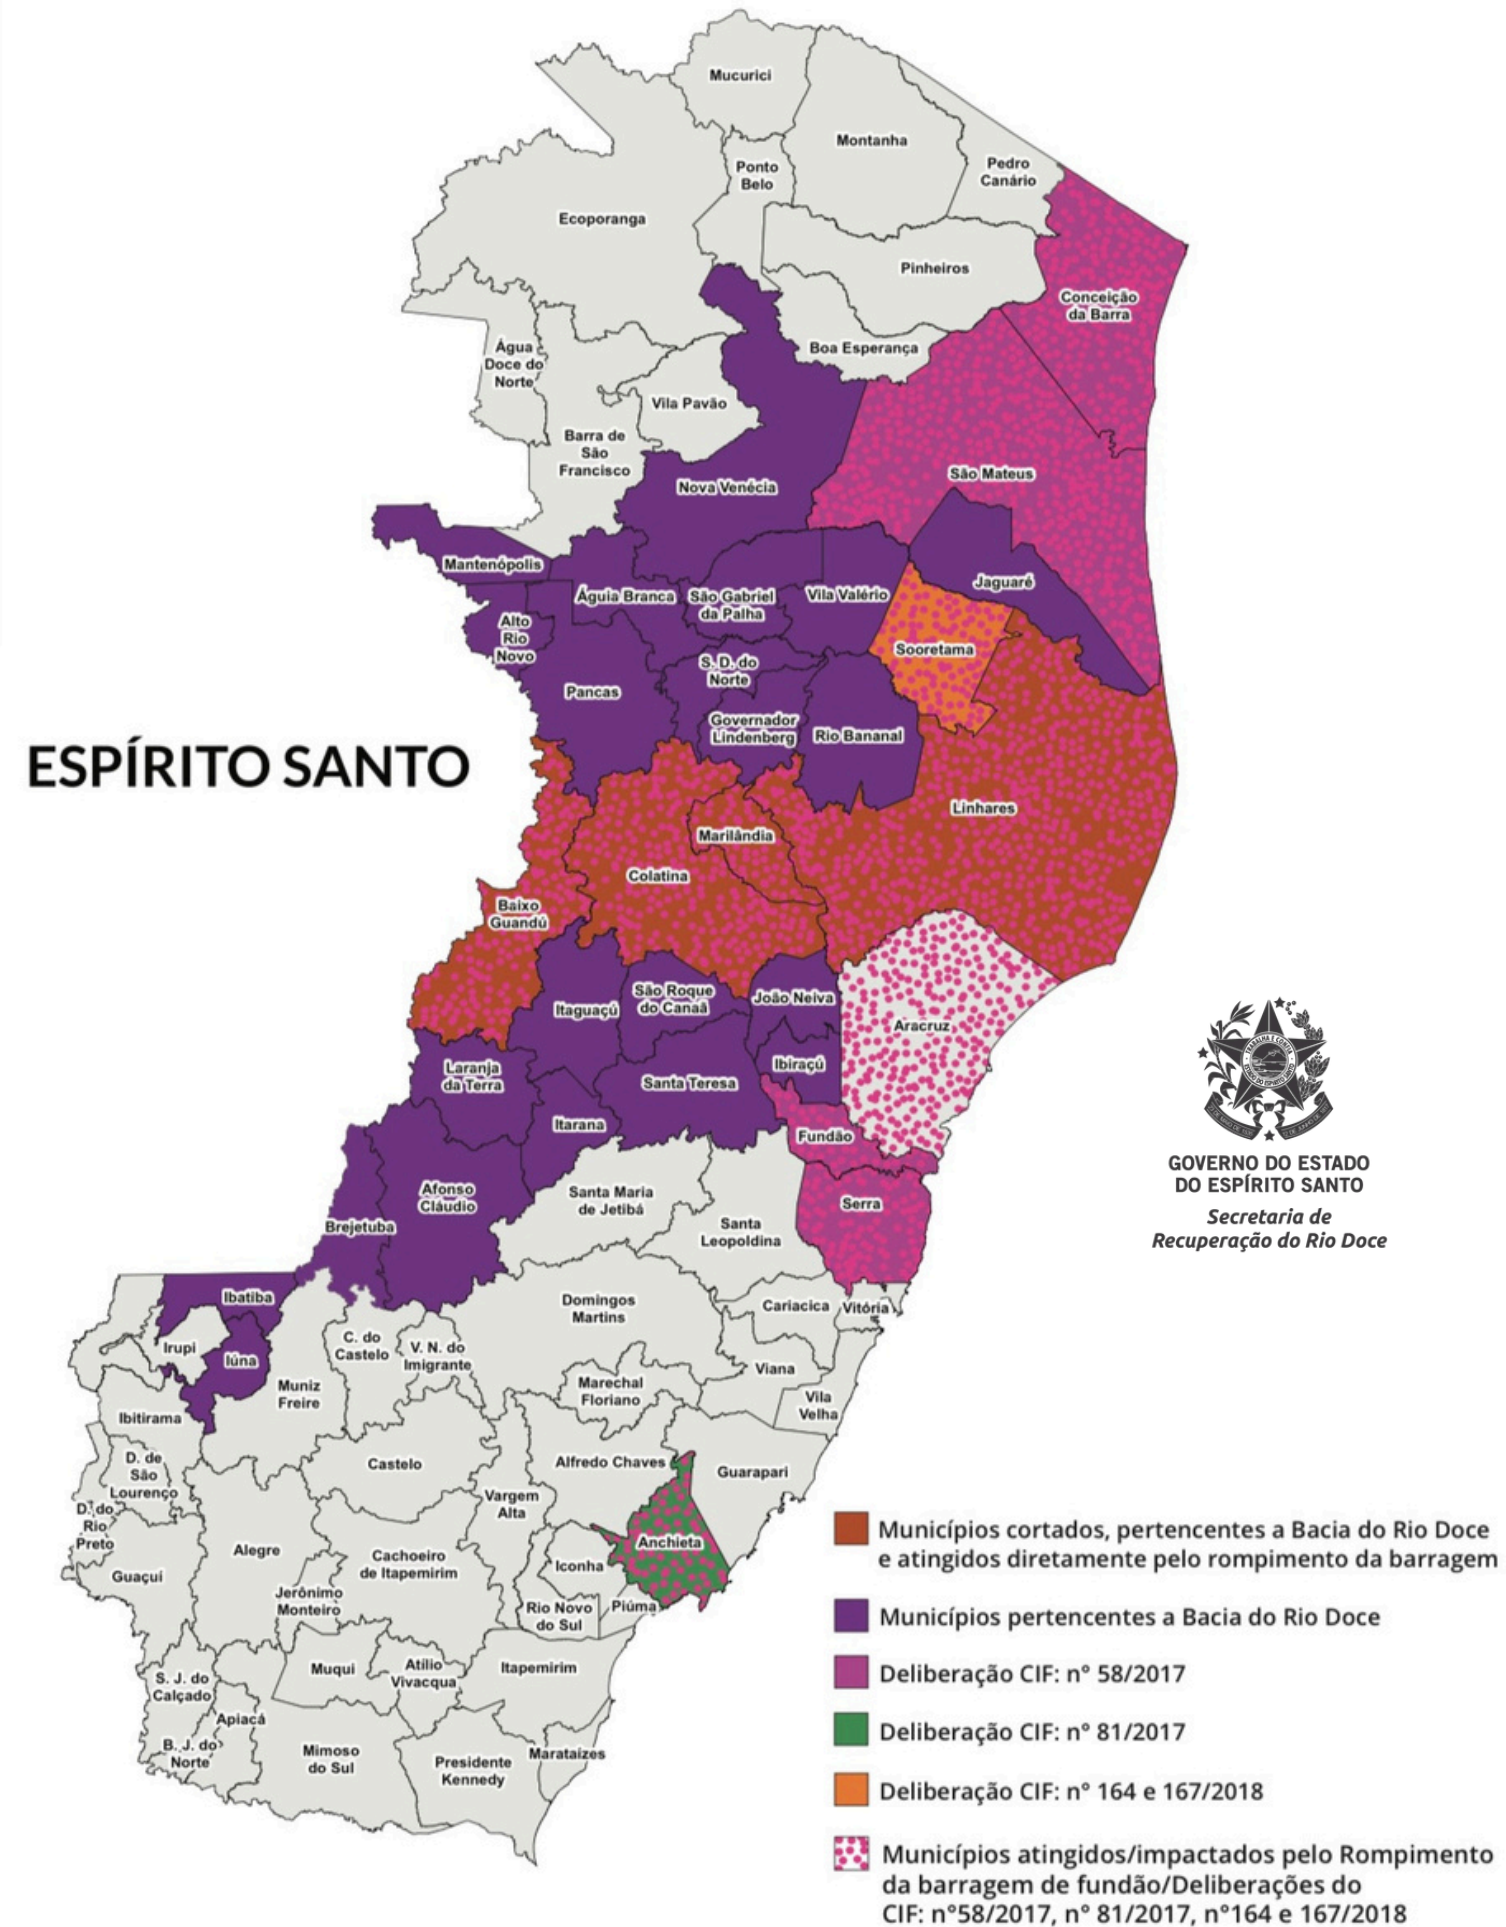 Mucurici
Montanha
Pedro
Canário
Ponto
Belo
Ecoporanga
Pinheiros
Conceição
da Barra
Água
Doce do
Norte
Boa Esperança
Vila Pavão
Barra de
São
Francisco
Nova Venécia
São Mateus
Mantenópolis
Águia Branca
São Gabriel
da Palha
Vila Valério
Jaguaré
Alto
Rio
Novo
Sooretama
S. D. do
Norte
Pancas
Governador
Lindenberg
Rio Bananal
ESPÍRITO SANTO
Linhares
Marilândia
Colatina
Baixo
Guandú
São Roque
do Canaã
João Neiva
Itaguaçú
Aracruz
Laranja
da Terra
Santa Teresa
Ibiraçú
Itarana
Fundão
GOVERNO DO ESTADO
DO ESPÍRITO SANTO
Secretaria de
Recuperação do Rio Doce
Afonso
Cláudio
Santa Maria
de Jetibá
Serra
Brejetuba
Santa
Leopoldina
Ibatiba
Domingos
Martins
Cariacica
Vitória
Irupi
Iúna
C. do
Castelo
V. N. do
Imigrante
Viana
Muniz
Freire
Marechal
Floriano
Vila
Velha
Ibitirama
Castelo
Alfredo Chaves
Guarapari
D. de
São
Lourenço
Vargem
Alta
D. do
Rio
Preto
Anchieta
Alegre
Cachoeiro
de Itapemirim
Iconha
Guaçuí
Jerônimo
Monteiro
Rio Novo
do Sul
Piúma
Muqui
Atílio
Vivacqua
Itapemirim
S. J. do
Calçado
Apiacá
B. J. do
Norte
Mimoso
do Sul
Presidente
Kennedy
Marataízes
Municípios cortados, pertencentes a Bacia do Rio Doce
e atingidos diretamente pelo rompimento da barragem
Municípios pertencentes a Bacia do Rio Doce
Deliberação CIF: n° 58/2017
Deliberação CIF: n° 81/2017
Deliberação CIF: n° 164 e 167/2018
Municípios atingidos/impactados pelo Rompimento
da barragem de fundão/Deliberações do
CIF: n°58/2017, n° 81/2017, n°164 e 167/2018